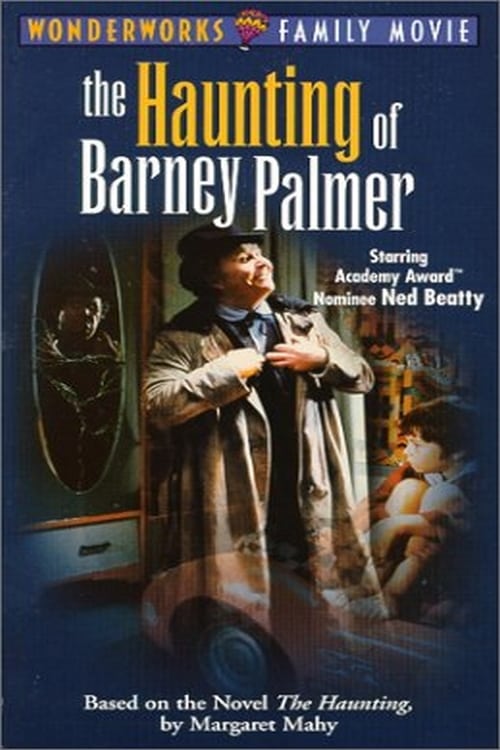 WONDERWORKS FAMILY MOVIE
the Haunting of
Barney Palmer
Starring
Academy Award™
Nominee Ned Beatty
Based on the Novel The Haunting,
by Margaret Mahy